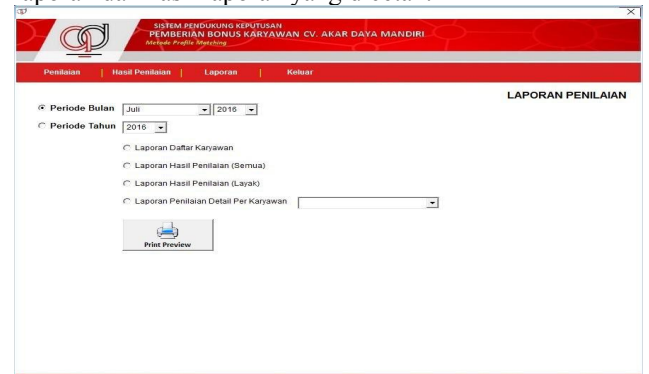 SISTEM PENDUKUNG KEPUTUSAN
PEMBERIAN BONUS KARYAWAN CV. AKAR DAYA MANDIRI
Metode Profile Matching
Penilaian | Hasil Penilaian | Laporan | Keluar
LAPORAN PENILAIAN
Periode Bulan Juli 2016
Periode Tahun 2016
Laporan Daftar Karyawan
Laporan Hasil Penilaian (Semua)
Laporan Hasil Penilaian (Layak)
Laporan Penilaian Detail Per Karyawan
Print Preview